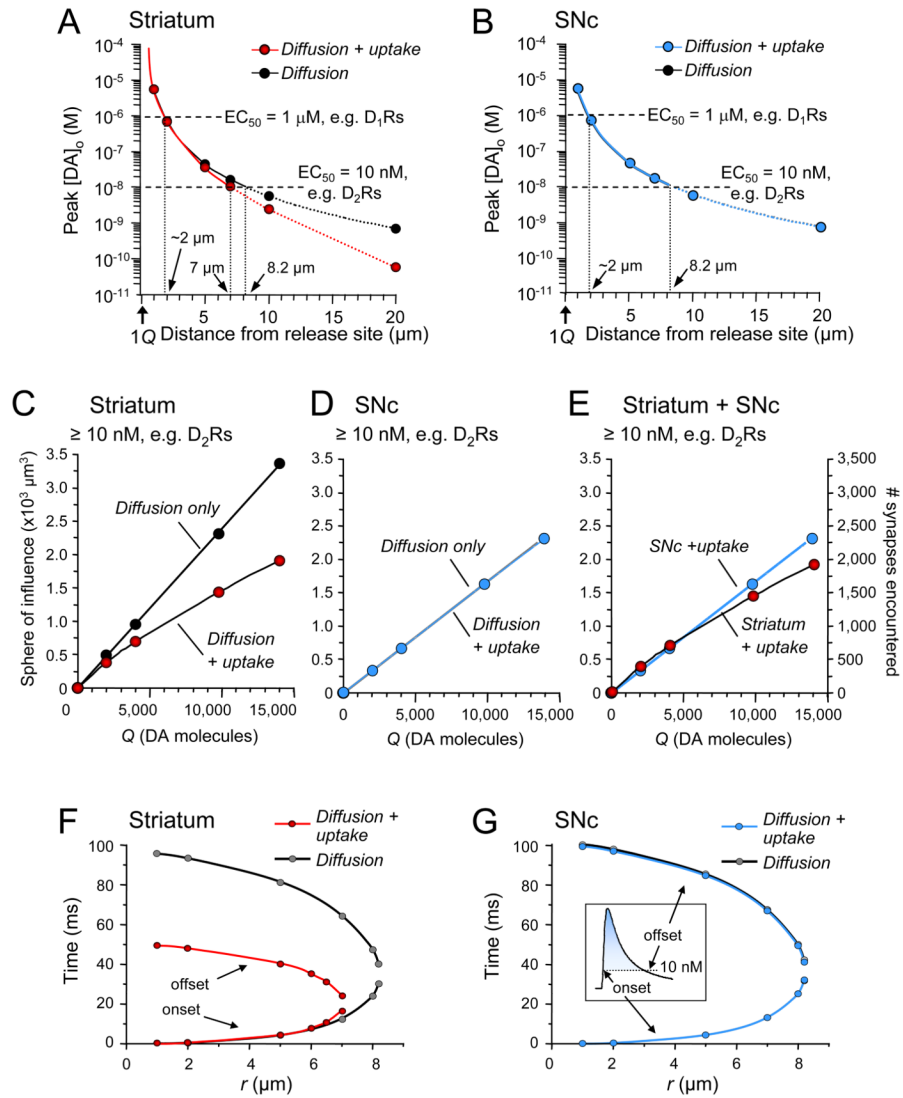 A Striatum
Diffusion + uptake
Diffusion
Peak [DA]o (M)
10-4
10-5
10-6
10-7
10-8
10-9
10-10
10-11
EC50 = 1 µM, e.g. D1Rs
EC50 = 10 nM,
e.g. D2Rs
~2 µm
7 µm
8.2 µm
5
10
15
20
1Q
Distance from release site (µm)
B SNc
Diffusion + uptake
Diffusion
Peak [DA]o (M)
10-4
10-5
10-6
10-7
10-8
10-9
10-10
10-11
EC50 = 1 µM, e.g. D1Rs
EC50 = 10 nM,
e.g. D2Rs
~2 µm
8.2 µm
5
10
15
20
1Q
Distance from release site (µm)
C Striatum
≥ 10 nM, e.g. D2Rs
Sphere of influence (x103 µm3)
3.5
3.0
2.5
2.0
1.5
1.0
0.5
0
Diffusion only
Diffusion
+ uptake
0
5,000
10,000
15,000
Q (DA molecules)
D SNc
≥ 10 nM, e.g. D2Rs
3.5
3.0
2.5
2.0
1.5
1.0
0.5
0
Diffusion only
Diffusion
+ uptake
0
5,000
10,000
15,000
Q (DA molecules)
E Striatum + SNc
≥ 10 nM, e.g. D2Rs
3.5
3.0
2.5
2.0
1.5
1.0
0.5
0
SNc +uptake
Striatum
+ uptake
3,500
3,000
2,500
2,000
1,500
1,000
500
0
# synapses encountered
0
5,000
10,000
15,000
Q (DA molecules)
F Striatum
Diffusion +
uptake
Diffusion
Time (ms)
100
80
60
40
20
0
offset
onset
0
2
4
6
8
r (µm)
G SNc
Diffusion +
uptake
Diffusion
Time (ms)
100
80
60
40
20
0
offset
10 nM
onset
0
2
4
6
8
r (µm)